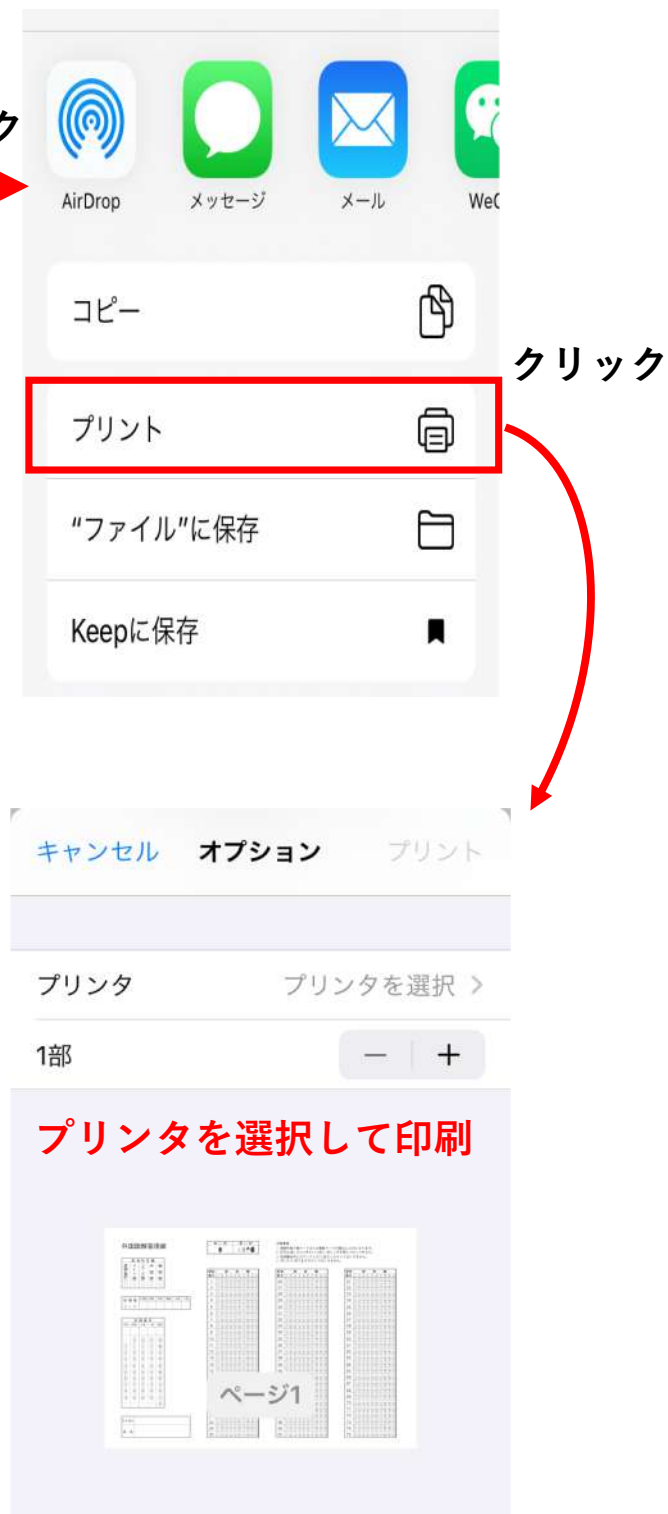 ク
AirDrop メッセージ メール WeC
コピー
クリック
プリント
“ファイル”に保存
Keepに保存
キャンセル オプション プリント
プリンタ プリンタを選択 >
1部 − +
プリンタを選択して印刷
ページ1